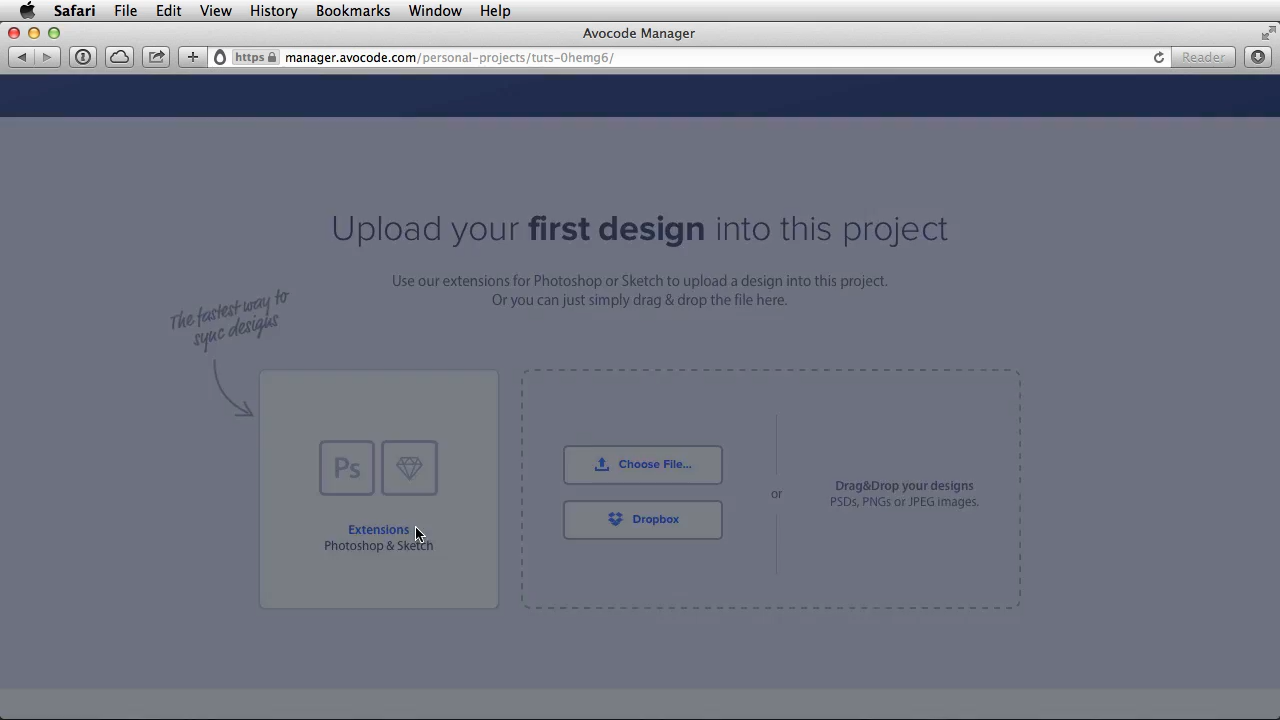 Safari File Edit View History Bookmarks Window Help
Avocode Manager
https manager.avocode.com/personal-projects/tuts-0hemg6/ Reader
Upload your first design into this project
Use our extensions for Photoshop or Sketch to upload a design into this project.
Or you can just simply drag & drop the file here.
The fastest way to
sync designs
Ps
Extensions
Photoshop & Sketch
Choose File...
Dropbox
or
Drag&Drop your designs
PSDs, PNGs or JPEG images.